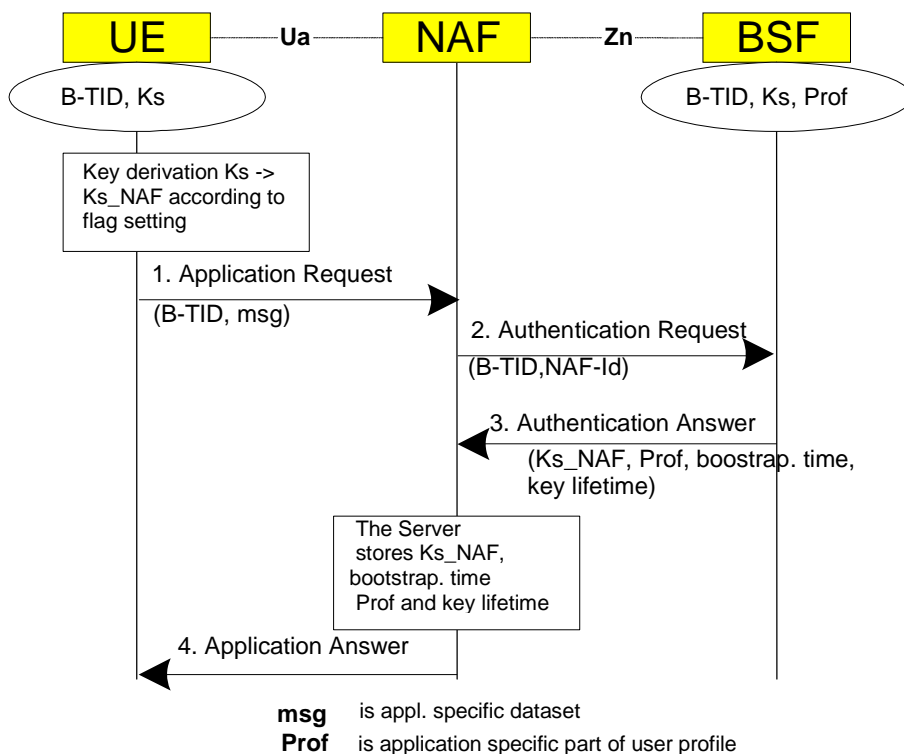 UE Ua NAF Zn BSF
B-TID, Ks
B-TID, Ks, Prof
Key derivation Ks ->
Ks_NAF according to
flag setting
1. Application Request
(B-TID, msg)
2. Authentication Request
(B-TID,NAF-Id)
3. Authentication Answer
(Ks_NAF, Prof, boostrap. time,
key lifetime)
The Server
stores Ks_NAF,
bootstrap. time
Prof and key lifetime
4. Application Answer
msg is appl. specific dataset
Prof is application specific part of user profile